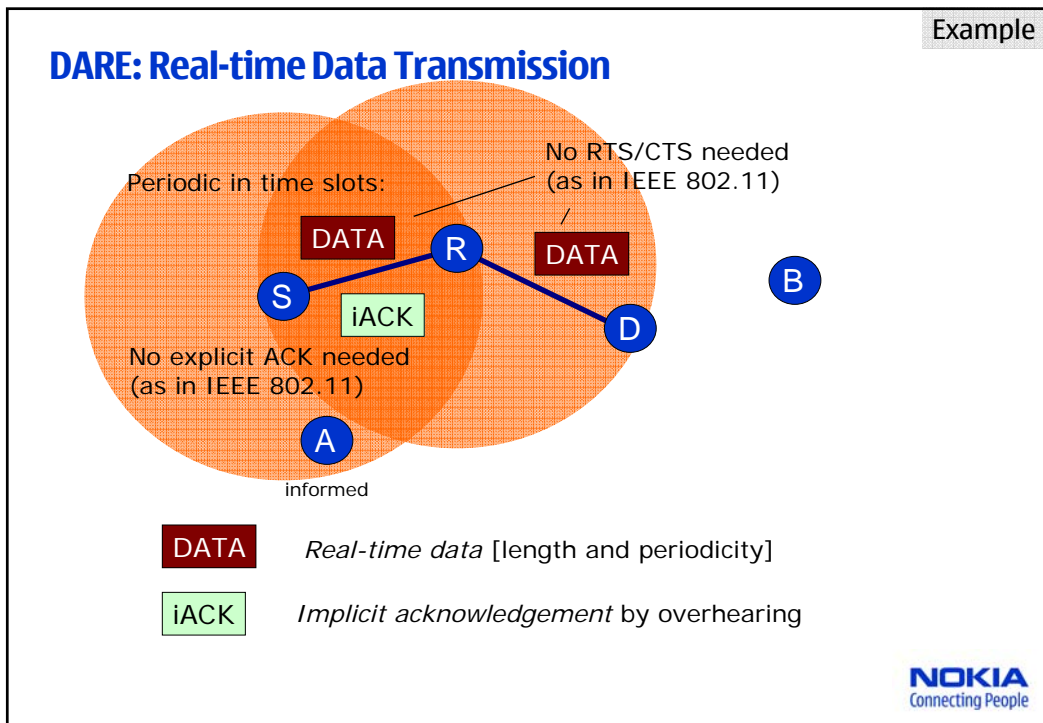 Example
DARE: Real-time Data Transmission
No RTS/CTS needed
(as in IEEE 802.11)
Periodic in time slots:
DATA
R
DATA
B
S
iACK
D
No explicit ACK needed
(as in IEEE 802.11)
A
informed
DATA
Real-time data [length and periodicity]
iACK
Implicit acknowledgement by overhearing
NOKIA
Connecting People